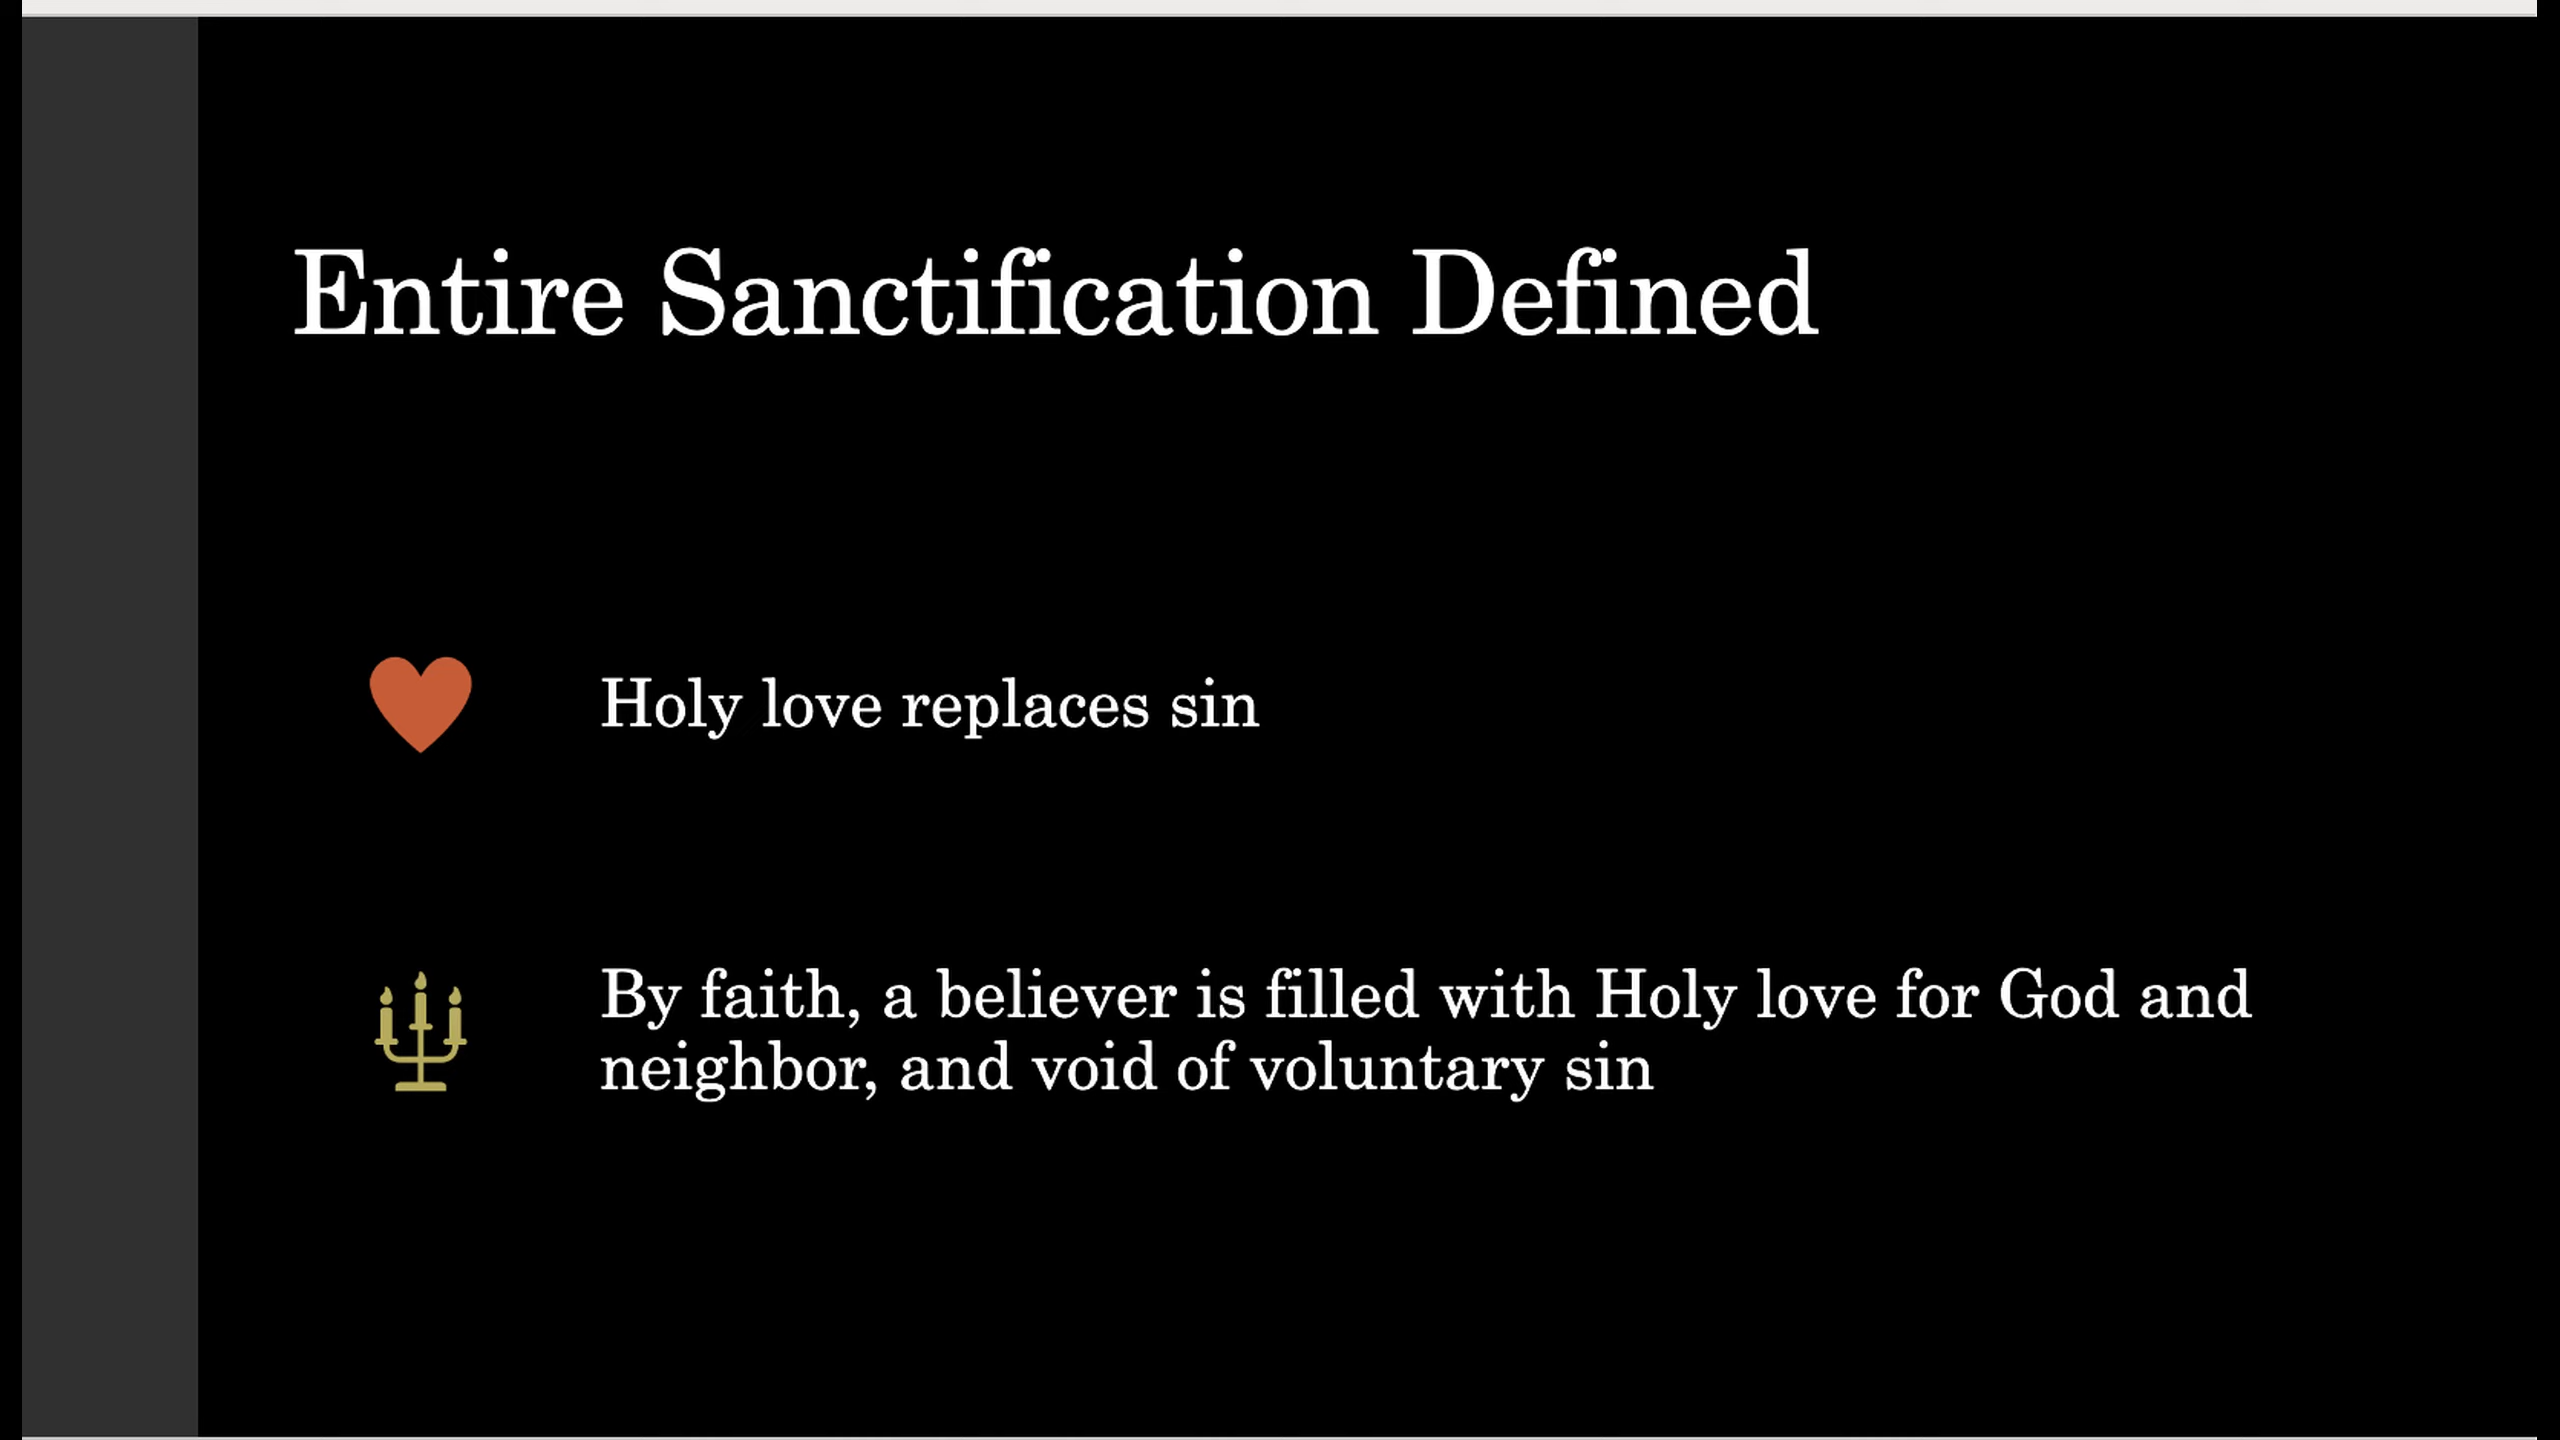 Entire Sanctification Defined
Holy love replaces sin
By faith, a believer is filled with Holy love for God and
neighbor, and void of voluntary sin